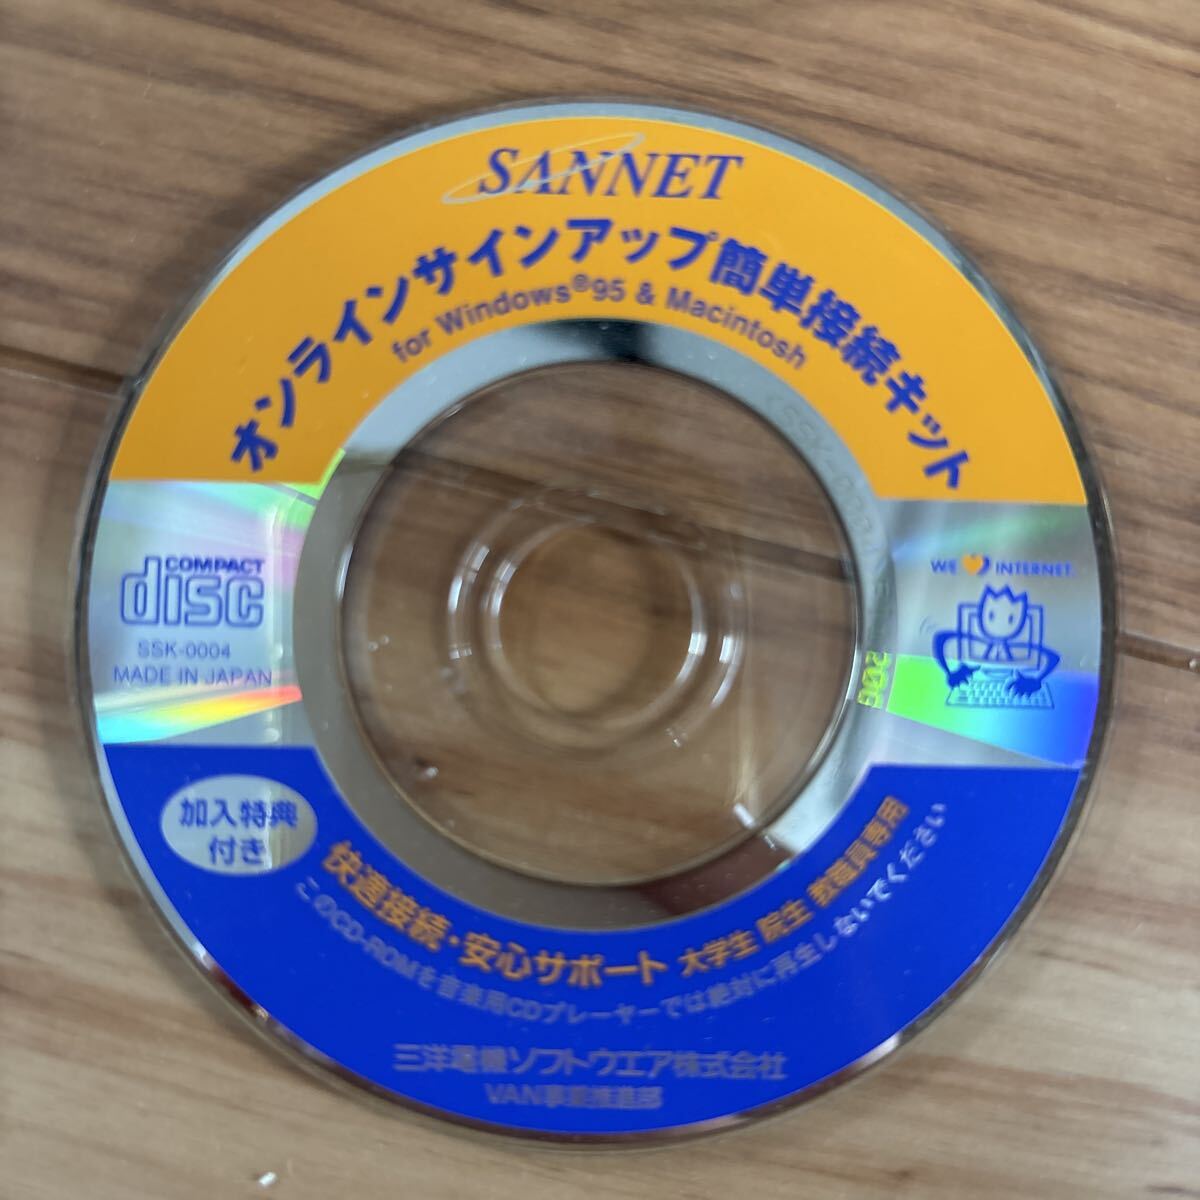 SANNET
オンラインサインアップ簡単接続キット
for Windows®95 & Macintosh
COMPACT
disc
SSK-0004
MADE IN JAPAN
WE INTERNET.
加入特典
付き
快適接続・安心サポート 大学生 院生 教職員専用
このCD-ROMを音楽用CDプレーヤーでは絶対に再生しないでください
三洋電機ソフトウエア株式会社
VAN事業推進部